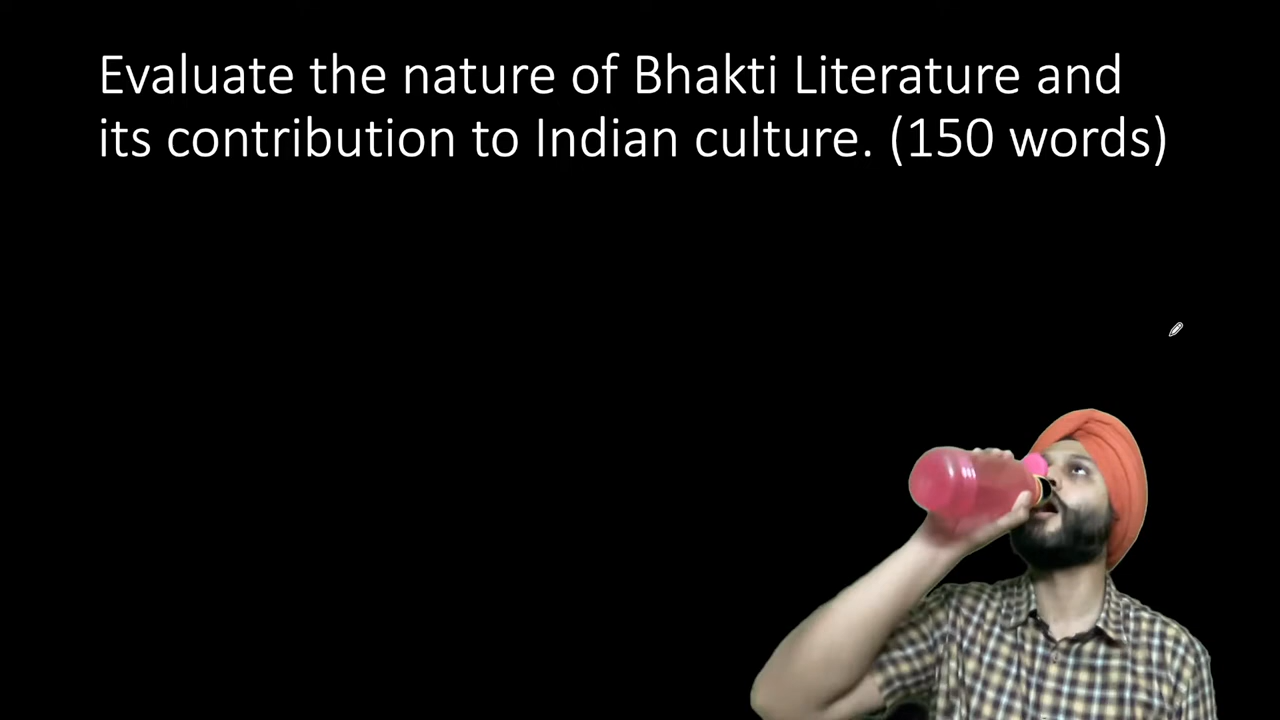 Evaluate the nature of Bhakti Literature and
its contribution to Indian culture. (150 words)